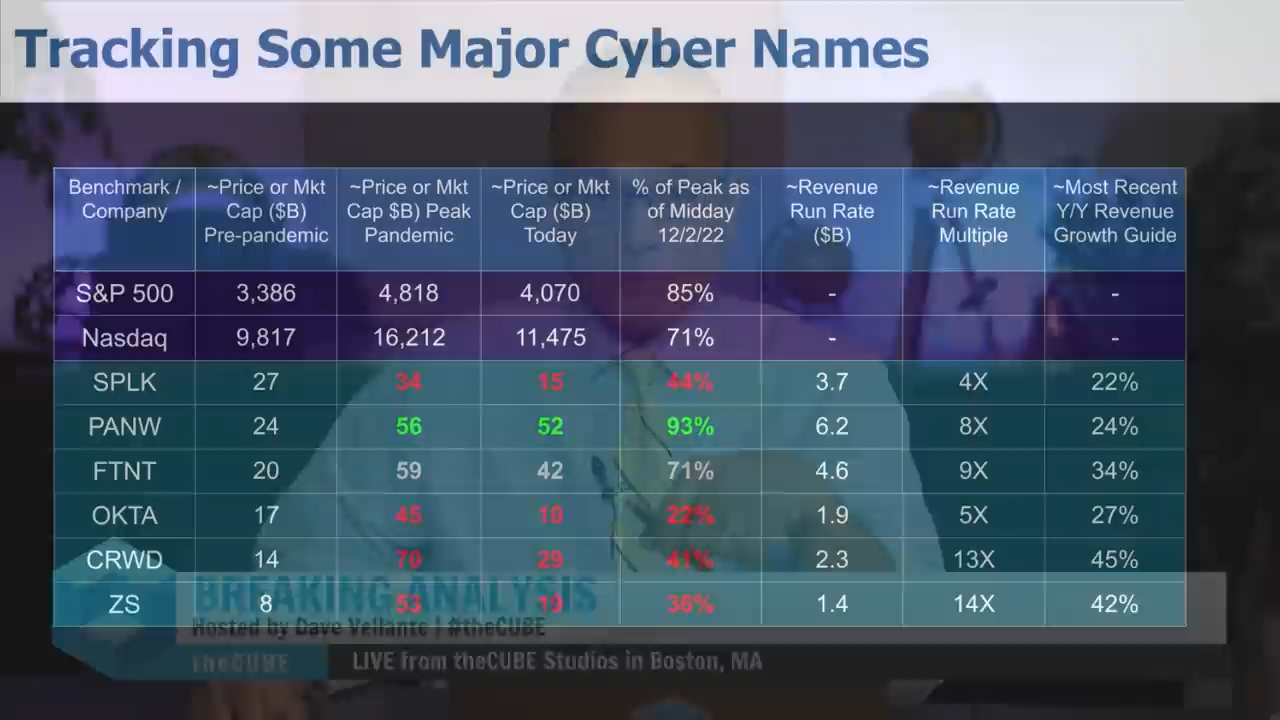 Tracking Some Major Cyber Names
Benchmark / Company | ~Price or Mkt Cap ($B) Pre-pandemic | ~Price or Mkt Cap $B) Peak Pandemic | ~Price or Mkt Cap ($B) Today | % of Peak as of Midday 12/2/22 | ~Revenue Run Rate ($B) | ~Revenue Run Rate Multiple | ~Most Recent Y/Y Revenue Growth Guide
S&P 500 3,386 4,818 4,070 85% - -
Nasdaq 9,817 16,212 11,475 71% - -
SPLK 27 34 15 44% 3.7 4X 22%
PANW 24 56 52 93% 6.2 8X 24%
FTNT 20 59 42 71% 4.6 9X 34%
OKTA 17 45 10 22% 1.9 5X 27%
CRWD 14 70 29 41% 2.3 13X 45%
ZS 8 53 19 36% 1.4 14X 42%
BREAKING ANALYSIS
Hosted by Dave Vellante | #theCUBE
theCUBE LIVE from theCUBE Studios in Boston, MA